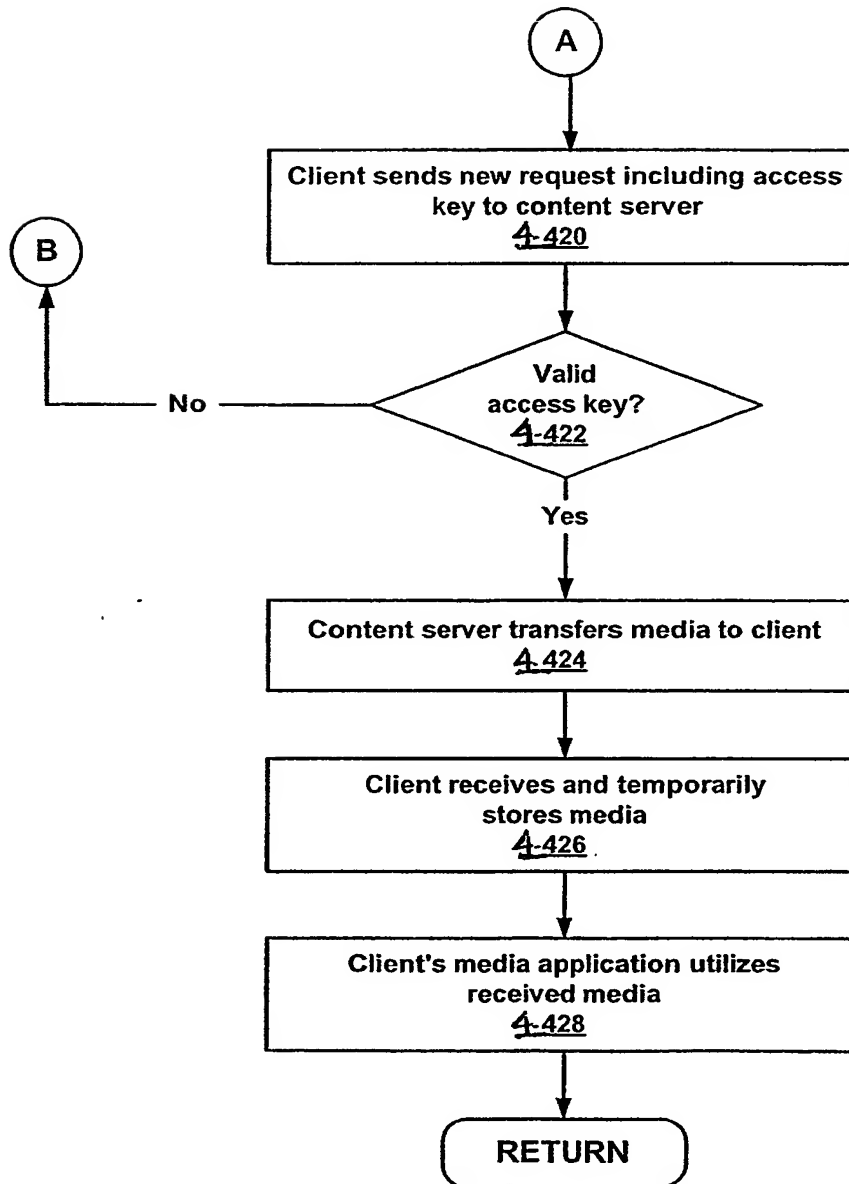 A
Client sends new request including access
key to content server
4-420
B
Valid
access key?
4-422
No
Yes
Content server transfers media to client
4-424
Client receives and temporarily
stores media
4-426
Client's media application utilizes
received media
4-428
RETURN